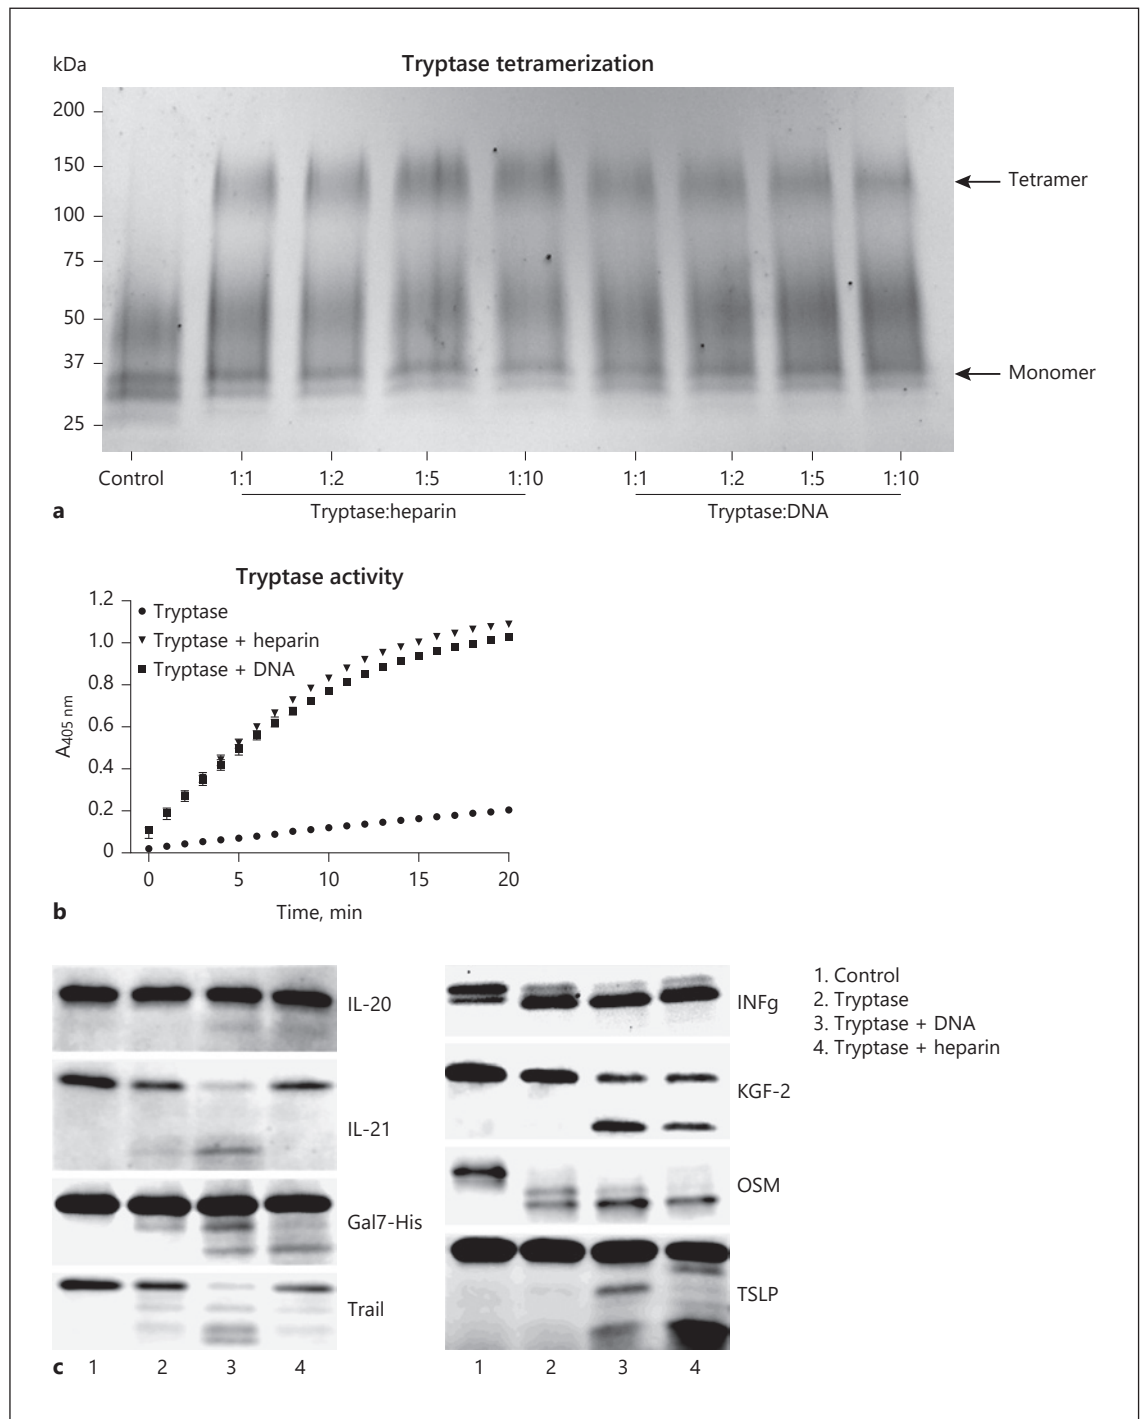 kDa
Tryptase tetramerization
200
150
Tetramer
100
75
50
37
Monomer
25
Control 1:1 1:2 1:5 1:10 1:1 1:2 1:5 1:10
Tryptase:heparin Tryptase:DNA
a
Tryptase activity
1.2
Tryptase
1.0
Tryptase + heparin
Tryptase + DNA
0.8
0.6
A405 nm
0.4
0.2
0
0 5 10 15 20
Time, min
b
IL-20
IL-21
Gal7-His
Trail
c 1 2 3 4
INFg
KGF-2
OSM
TSLP
1 2 3 4
1. Control
2. Tryptase
3. Tryptase + DNA
4. Tryptase + heparin